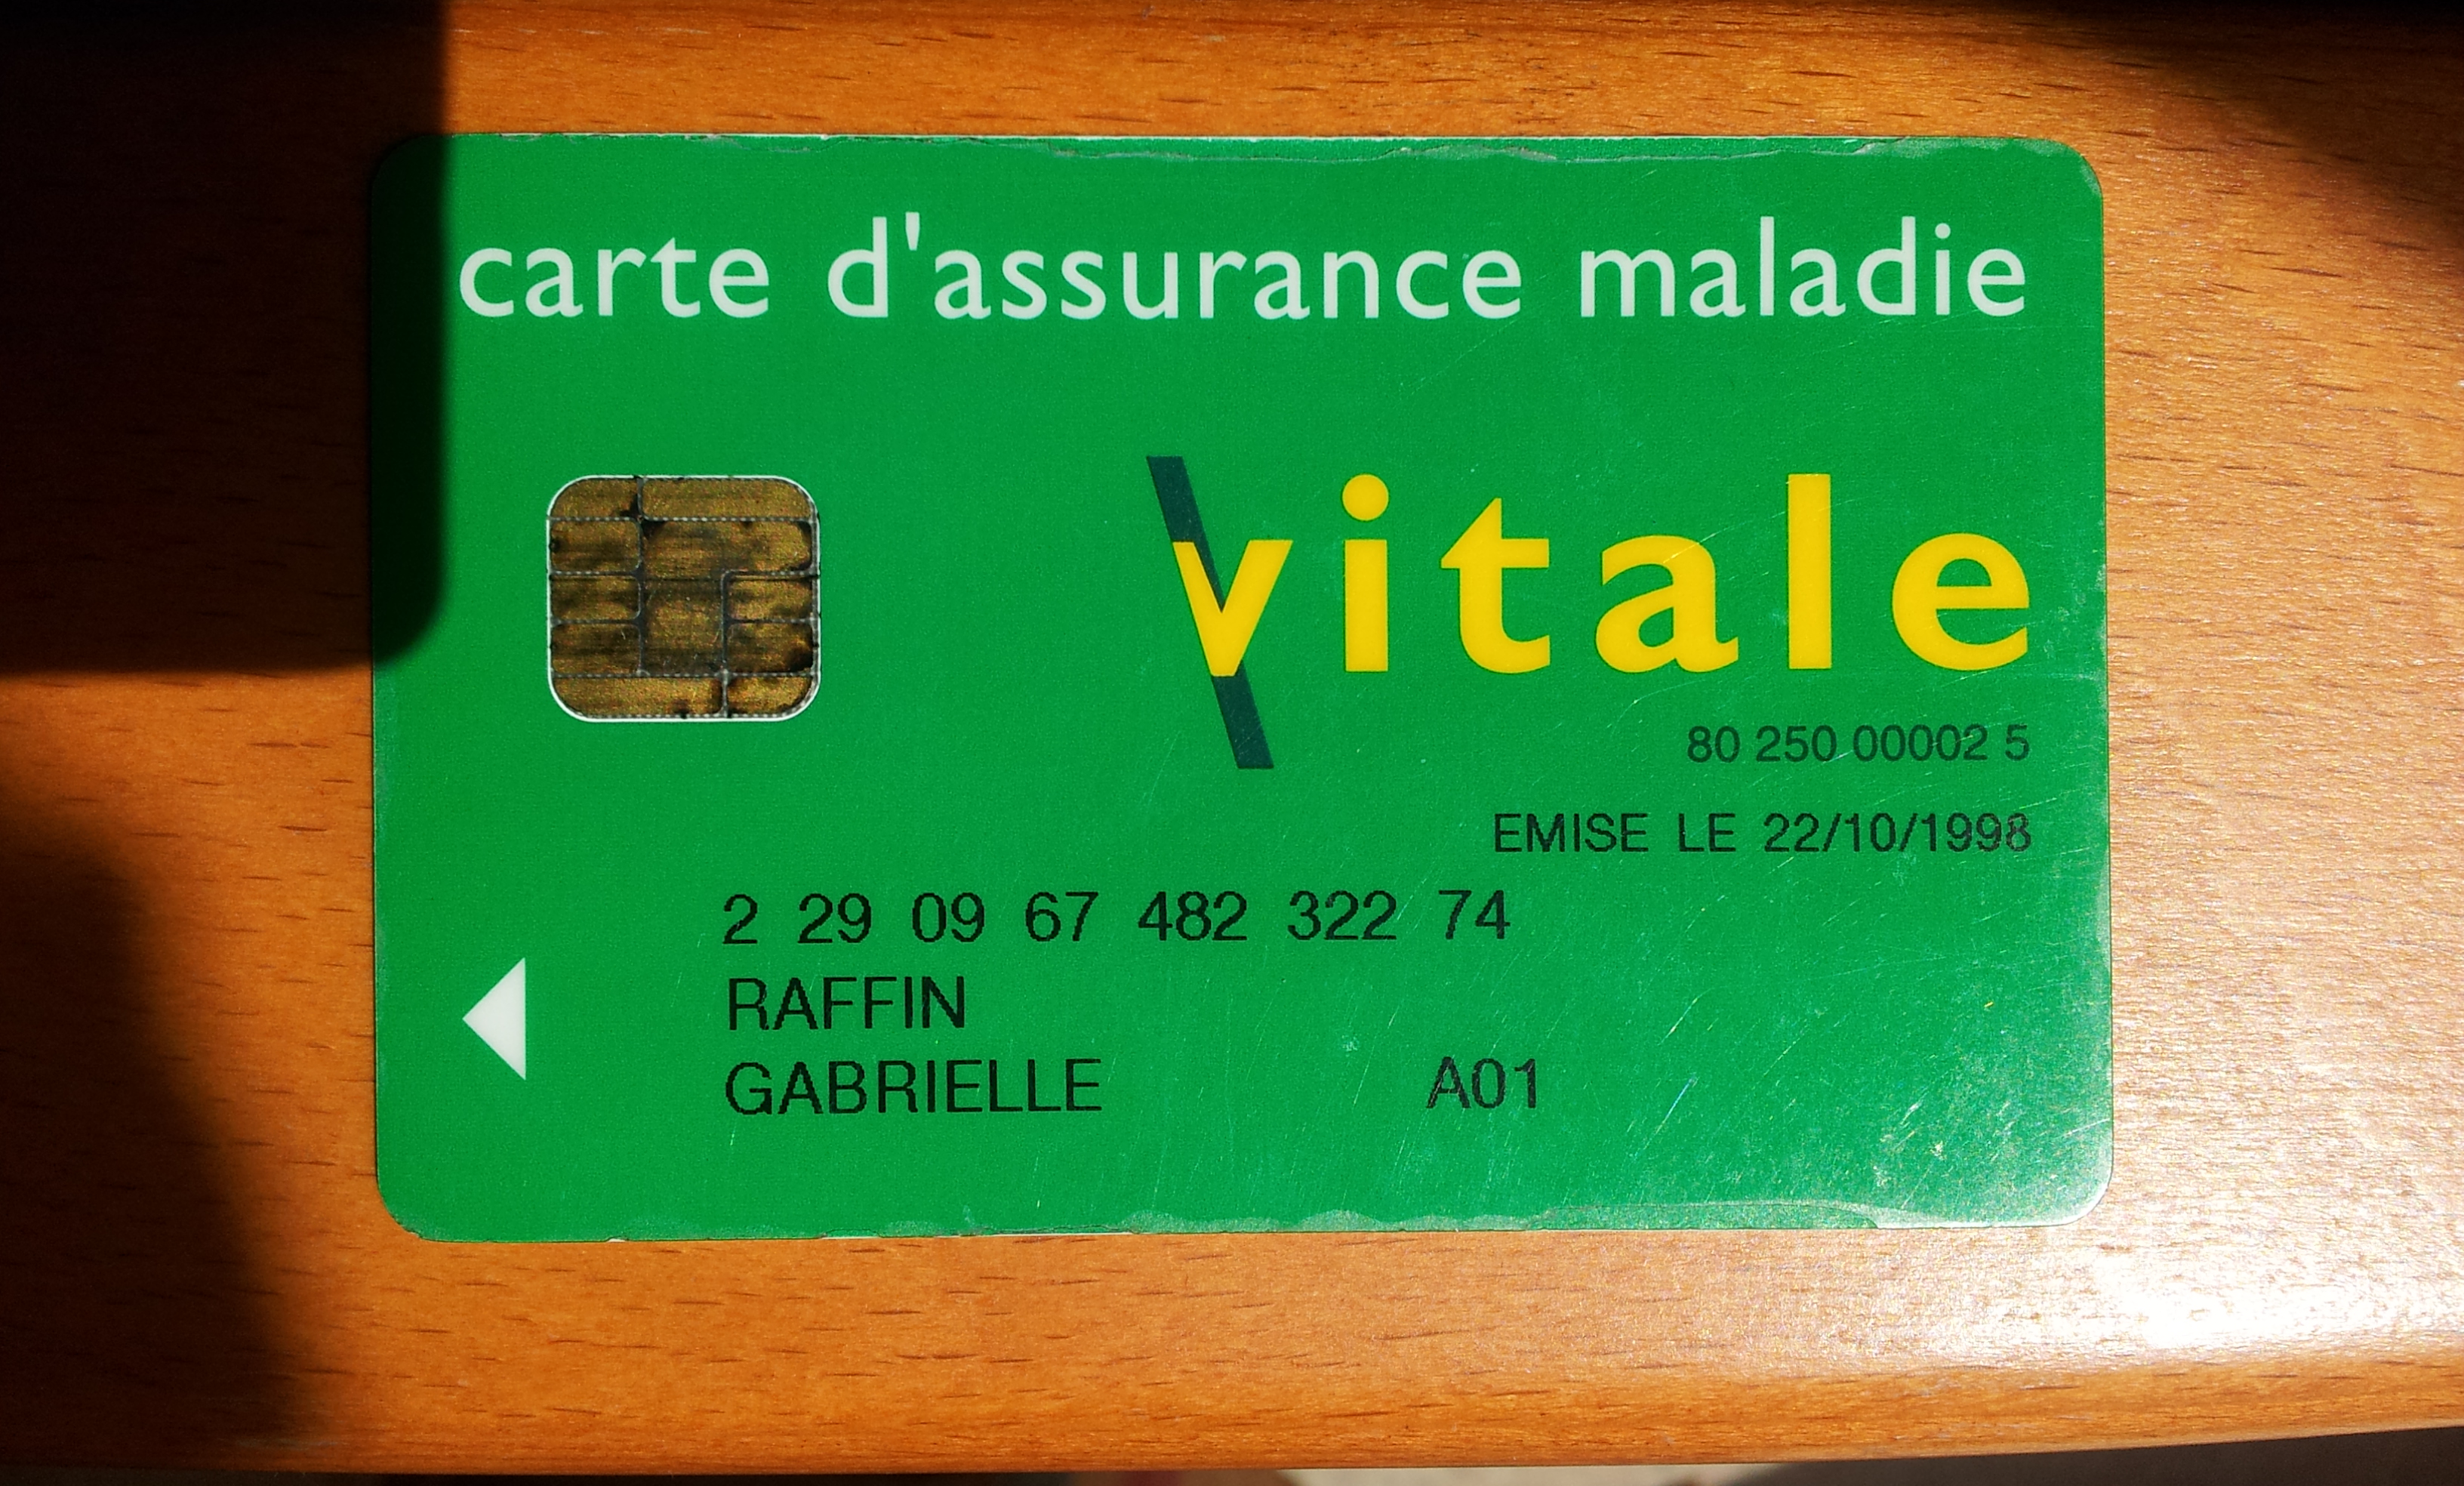 carte d'assurance maladie
vitale
80 250 00002 5
EMISE LE 22/10/1998
2 29 09 67 482 322 74
RAFFIN
GABRIELLE A01